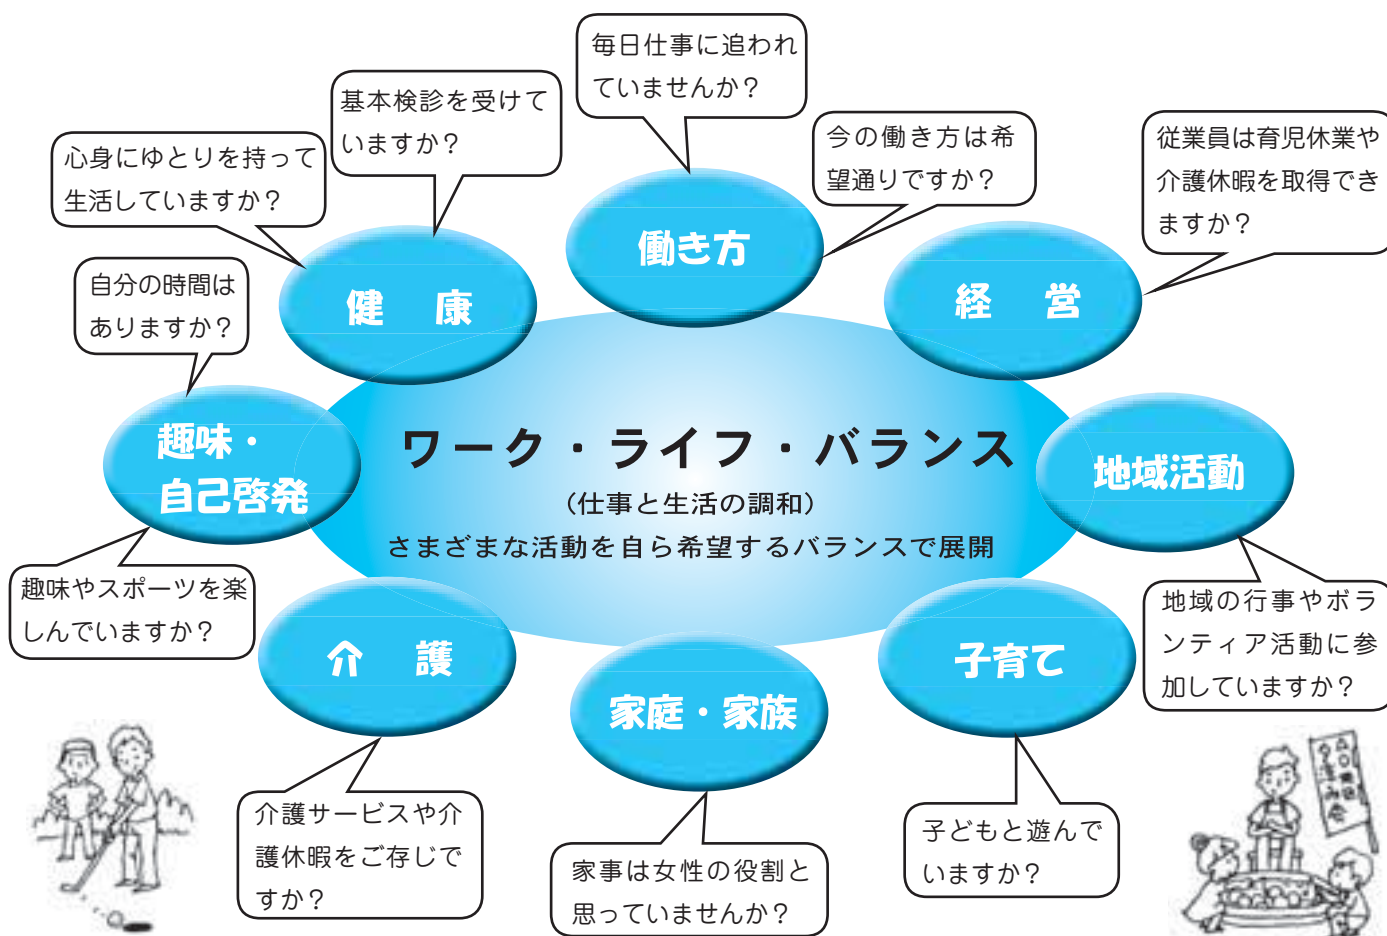 毎日仕事に追われ
ていませんか？
基本検診を受けて
いますか？
今の働き方は希
望通りですか？
従業員は育児休業や
介護休暇を取得でき
ますか？
心身にゆとりを持って
生活していますか？
働き方
経　営
健　康
自分の時間は
ありますか？
趣味・
自己啓発
ワーク・ライフ・バランス
（仕事と生活の調和）
さまざまな活動を自ら希望するバランスで展開
地域活動
趣味やスポーツを楽
しんでいますか？
地域の行事やボラ
ンティア活動に参
加していますか？
介　護
家庭・家族
子育て
介護サービスや介
護休暇をご存じで
すか？
家事は女性の役割と
思っていませんか？
子どもと遊んで
いますか？